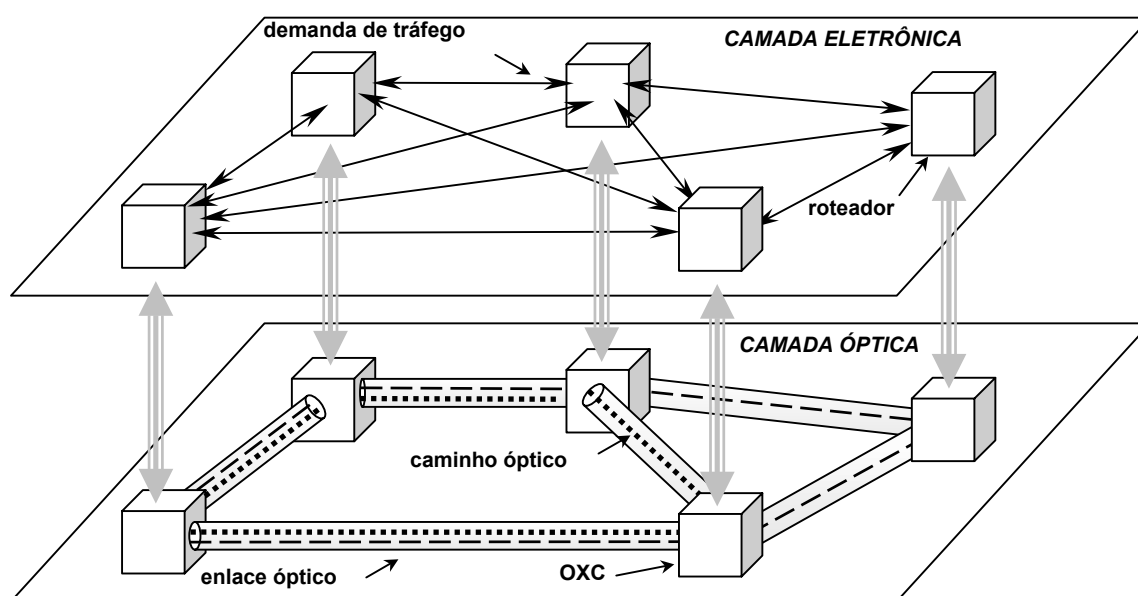 demanda de tráfego
CAMADA ELETRÔNICA
roteador
CAMADA ÓPTICA
caminho óptico
enlace óptico
OXC